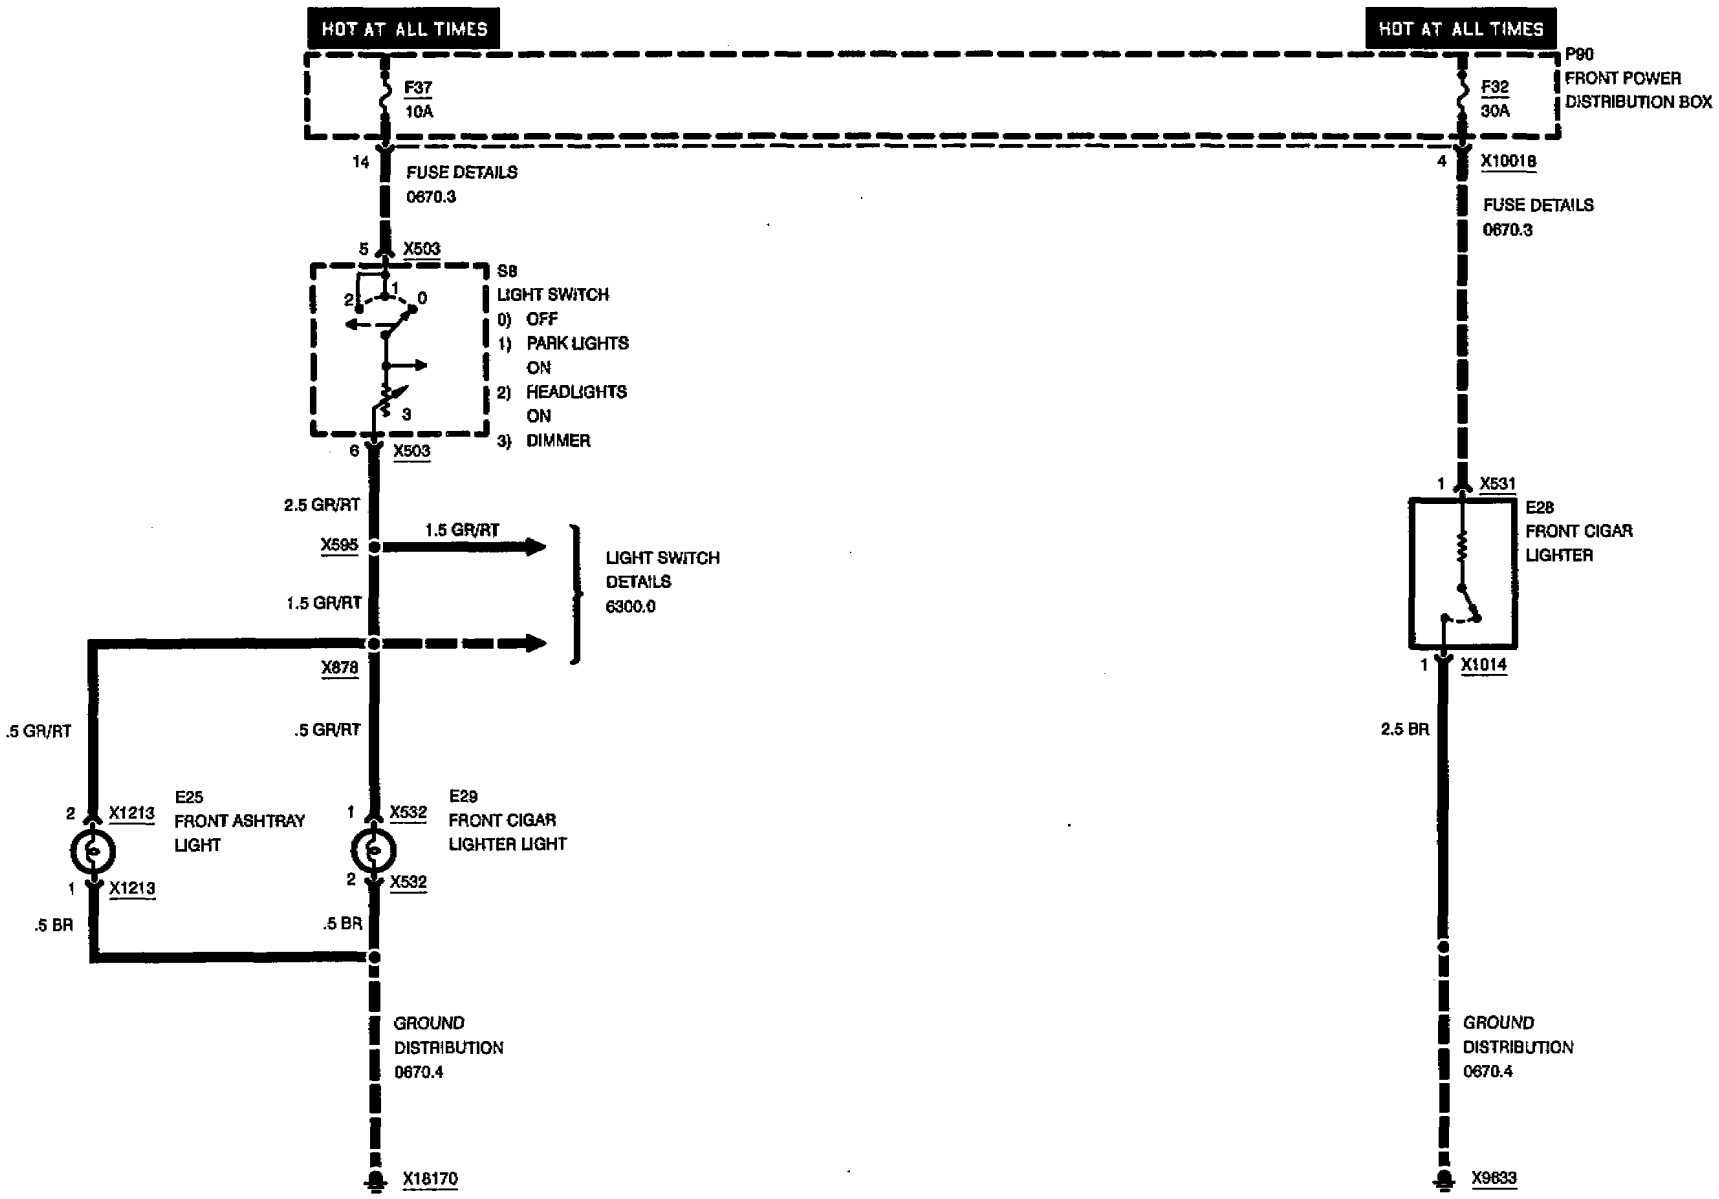 HOT AT ALL TIMES
HOT AT ALL TIMES
P90
FRONT POWER
DISTRIBUTION BOX
F37
10A
F32
30A
14
FUSE DETAILS
0670.3
4
X10018
FUSE DETAILS
0670.3
5
X503
S8
LIGHT SWITCH
0) OFF
1) PARK LIGHTS
ON
2) HEADLIGHTS
ON
3) DIMMER
2
1
0
3
6
X503
2.5 GR/RT
X595
1.5 GR/RT
LIGHT SWITCH
DETAILS
6300.0
1.5 GR/RT
X878
.5 GR/RT
.5 GR/RT
1
X531
E28
FRONT CIGAR
LIGHTER
1
X1014
2.5 BR
2
X1213
E25
FRONT ASHTRAY
LIGHT
1
X1213
.5 BR
1
X532
E29
FRONT CIGAR
LIGHTER LIGHT
2
X532
.5 BR
GROUND
DISTRIBUTION
0670.4
X18170
GROUND
DISTRIBUTION
0670.4
X9633